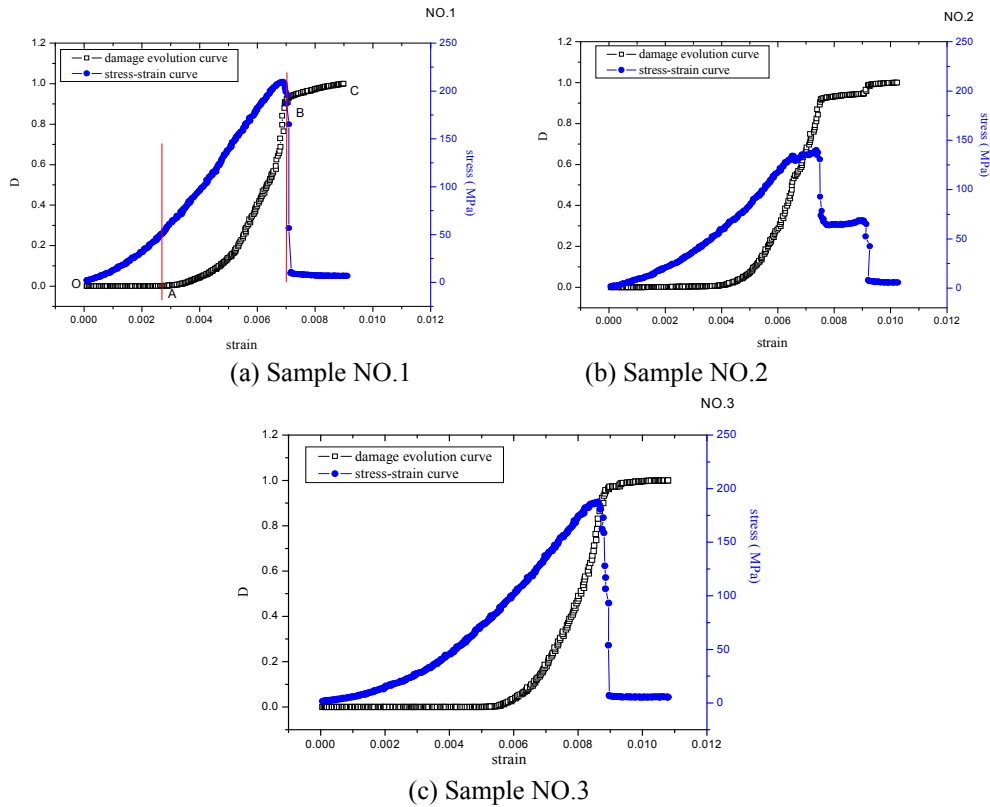 NO.1
1.2
1.0
0.8
0.6
0.4
0.2
0.0
D
damage evolution curve
stress-strain curve
O
A
B
C
250
200
150
100
50
0
stress ( MPa)
0.000 0.002 0.004 0.006 0.008 0.010 0.012
strain
(a) Sample NO.1
NO.2
1.2
1.0
0.8
0.6
0.4
0.2
0.0
D
damage evolution curve
stress-strain curve
250
200
150
100
50
0
stress ( MPa)
0.000 0.002 0.004 0.006 0.008 0.010 0.012
strain
(b) Sample NO.2
NO.3
1.2
1.0
0.8
0.6
0.4
0.2
0.0
D
damage evolution curve
stress-strain curve
250
200
150
100
50
0
stress ( MPa)
0.000 0.002 0.004 0.006 0.008 0.010 0.012
strain
(c) Sample NO.3